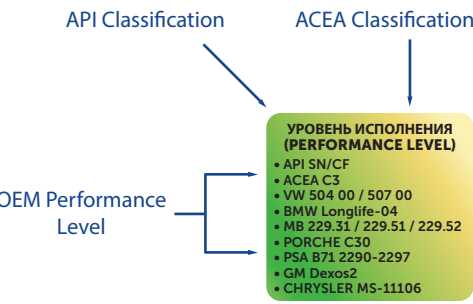 API Classification
ACEA Classification
УРОВЕНЬ ИСПОЛНЕНИЯ
(PERFORMANCE LEVEL)
• API SN/CF
• ACEA C3
• VW 504 00 / 507 00
• BMW Longlife-04
• MB 229.31 / 229.51 / 229.52
• PORCHE C30
• PSA B71 2290-2297
• GM Dexos2
• CHRYSLER MS-11106
OEM Performance
Level